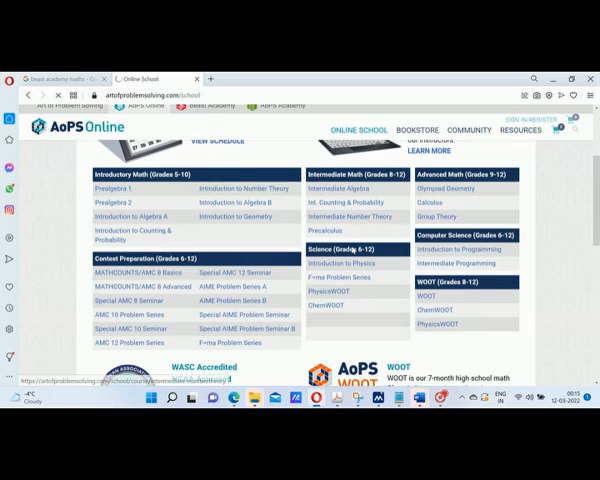 beast academy maths - Go
Online School
artofproblemsolving.com/school
Art of Problem Solving
AoPS Online
Beast Academy
AoPS Academy
SIGN IN/REGISTER
AoPS Online
ONLINE SCHOOL
BOOKSTORE
COMMUNITY
RESOURCES
VIEW SCHEDULE
our instructors.
LEARN MORE
Introductory Math (Grades 5-10)
Prealgebra 1
Introduction to Number Theory
Prealgebra 2
Introduction to Algebra B
Introduction to Algebra A
Introduction to Geometry
Introduction to Counting &
Probability
Contest Preparation (Grades 6-12)
MATHCOUNTS/AMC 8 Basics
Special AMC 12 Seminar
MATHCOUNTS/AMC 8 Advanced
AIME Problem Series A
Special AMC 8 Seminar
AIME Problem Series B
AMC 10 Problem Series
Special AIME Problem Seminar
Special AMC 10 Seminar
Special AIME Problem Seminar B
AMC 12 Problem Series
F=ma Problem Series
Intermediate Math (Grades 8-12)
Intermediate Algebra
Int. Counting & Probability
Intermediate Number Theory
Precalculus
Science (Grades 6-12)
Introduction to Physics
F=ma Problem Series
PhysicsWOOT
ChemWOOT
Advanced Math (Grades 9-12)
Olympiad Geometry
Calculus
Group Theory
Computer Science (Grades 6-12)
Introduction to Programming
Intermediate Programming
WOOT (Grades 8-12)
WOOT
ChemWOOT
PhysicsWOOT
WASC Accredited
AoPS
WOOT
WOOT
WOOT is our 7-month high school math
https://artofproblemsolving.com/school/course/intermediate-numbertheory
-4°C
Cloudy
ENG
IN
00:15
12-03-2022